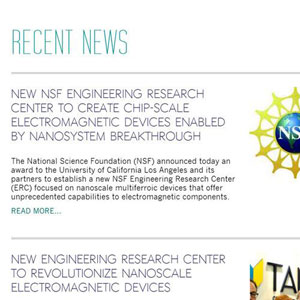 RECENT NEWS
NEW NSF ENGINEERING RESEARCH
CENTER TO CREATE CHIP-SCALE
ELECTROMAGNETIC DEVICES ENABLED
BY NANOSYSTEM BREAKTHROUGH
The National Science Foundation (NSF) announced today an
award to the University of California Los Angeles and its
partners to establish a new NSF Engineering Research Center
(ERC) focused on nanoscale multiferroic devices that offer
unprecedented capabilities to electromagnetic components.
READ MORE...
NS
NEW ENGINEERING RESEARCH CENTER
TO REVOLUTIONIZE NANOSCALE
ELECTROMAGNETIC DEVICES
TA